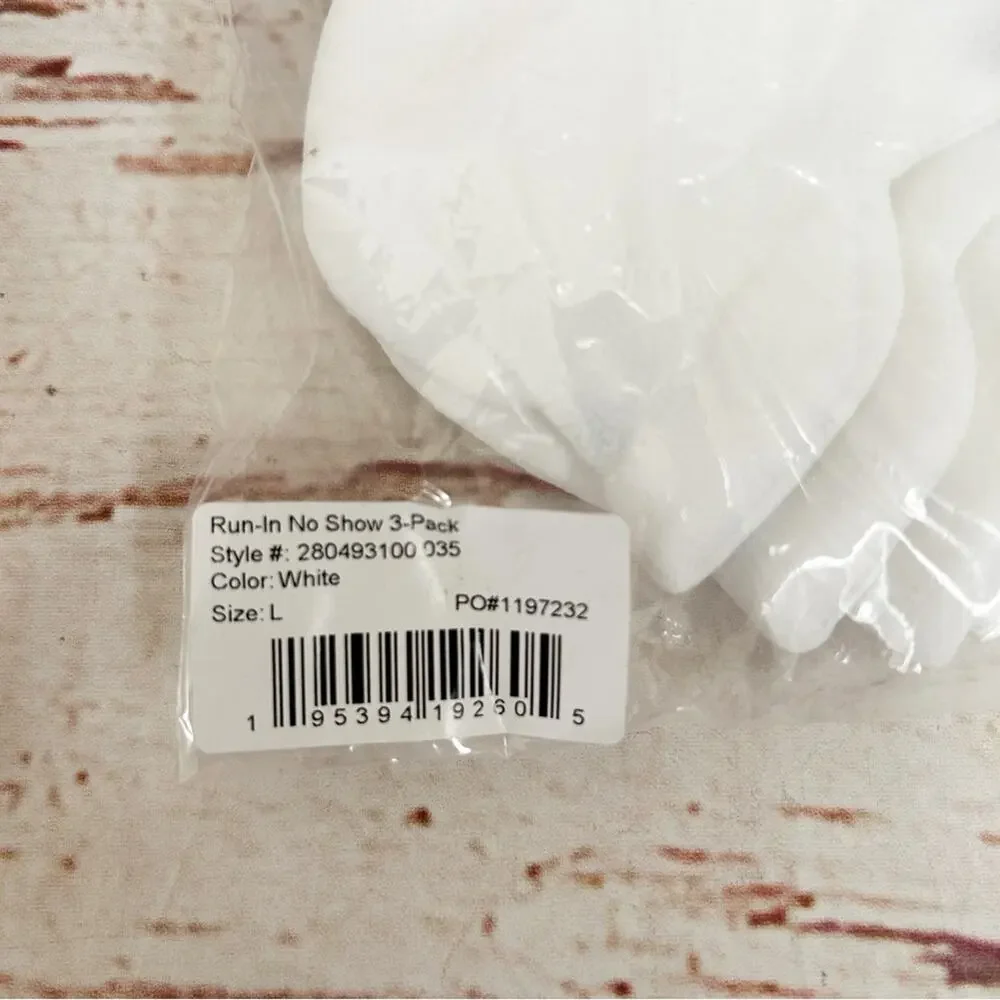 Run-In No Show 3-Pack
Style #: 280493100 035
Color: White
Size: L PO#1197232
1 95394 19260 5